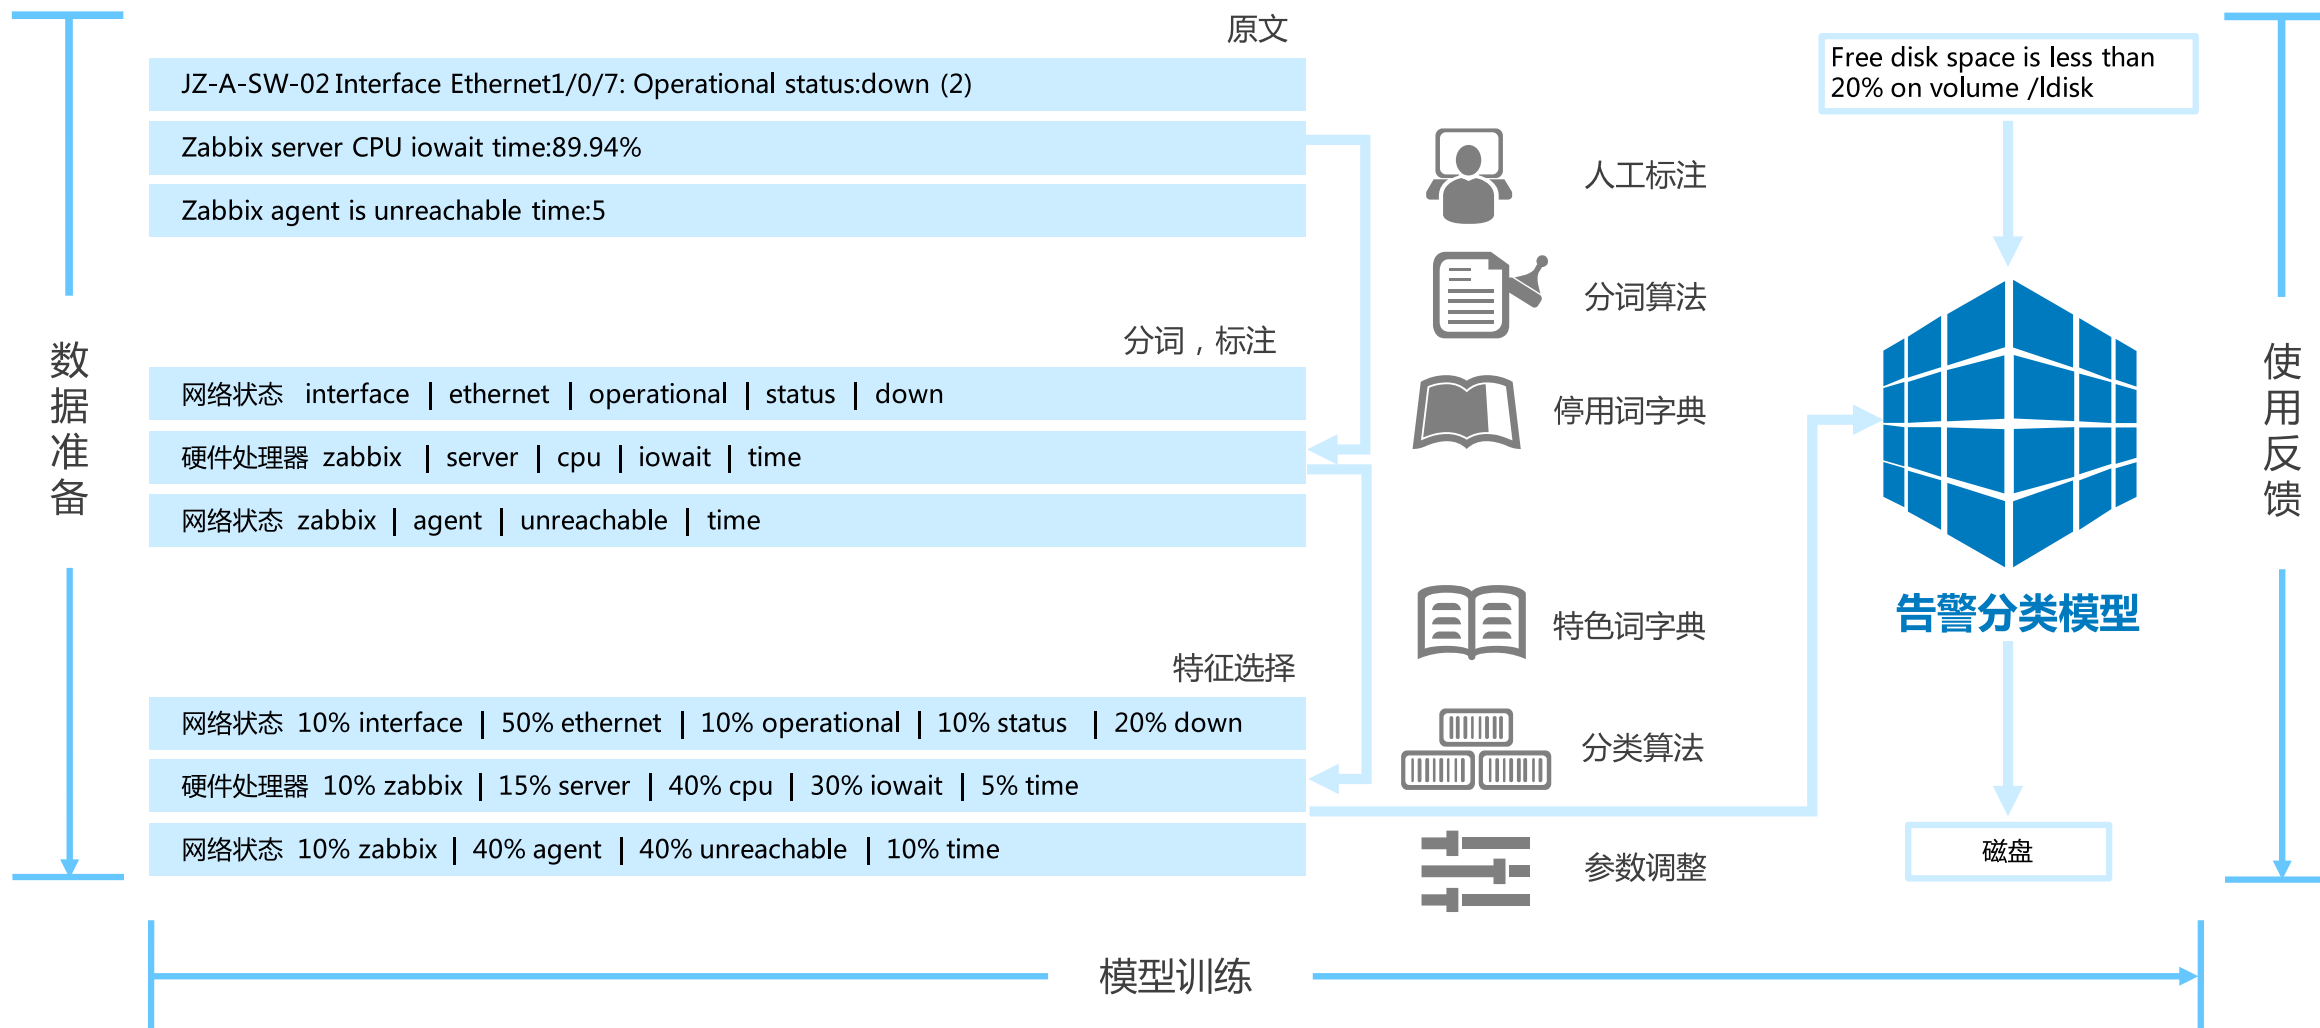 原文
JZ-A-SW-02 Interface Ethernet1/0/7: Operational status:down (2)
Zabbix server CPU iowait time:89.94%
Zabbix agent is unreachable time:5
分词，标注
网络状态 interface | ethernet | operational | status | down
硬件处理器 zabbix | server | cpu | iowait | time
网络状态 zabbix | agent | unreachable | time
特征选择
网络状态 10% interface | 50% ethernet | 10% operational | 10% status | 20% down
硬件处理器 10% zabbix | 15% server | 40% cpu | 30% iowait | 5% time
网络状态 10% zabbix | 40% agent | 40% unreachable | 10% time
数据准备
人工标注
分词算法
停用词字典
特色词字典
分类算法
参数调整
Free disk space is less than
20% on volume /ldisk
告警分类模型
磁盘
使用反馈
模型训练